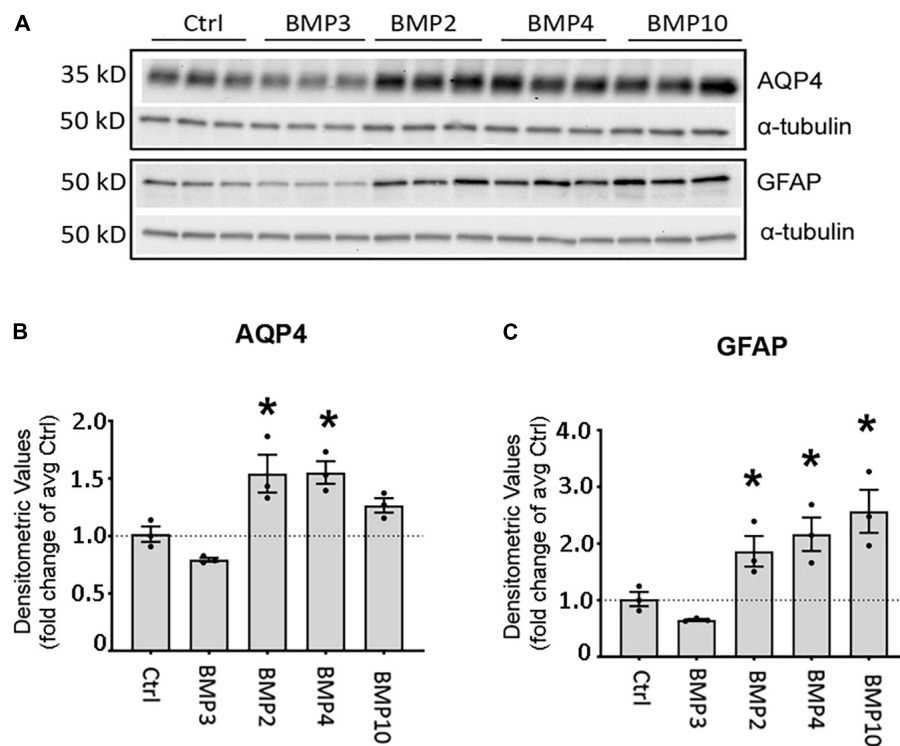 A
Ctrl BMP3 BMP2 BMP4 BMP10
35 kD AQP4
50 kD α-tubulin
50 kD GFAP
50 kD α-tubulin
B
AQP4
Densitometric Values
(fold change of avg Ctrl)
2.0
* *
1.5
1.0
0.5
0
Ctrl BMP3 BMP2 BMP4 BMP10
C
GFAP
Densitometric Values
(fold change of avg Ctrl)
4.0
* * *
3.0
2.0
1.0
0
Ctrl BMP3 BMP2 BMP4 BMP10